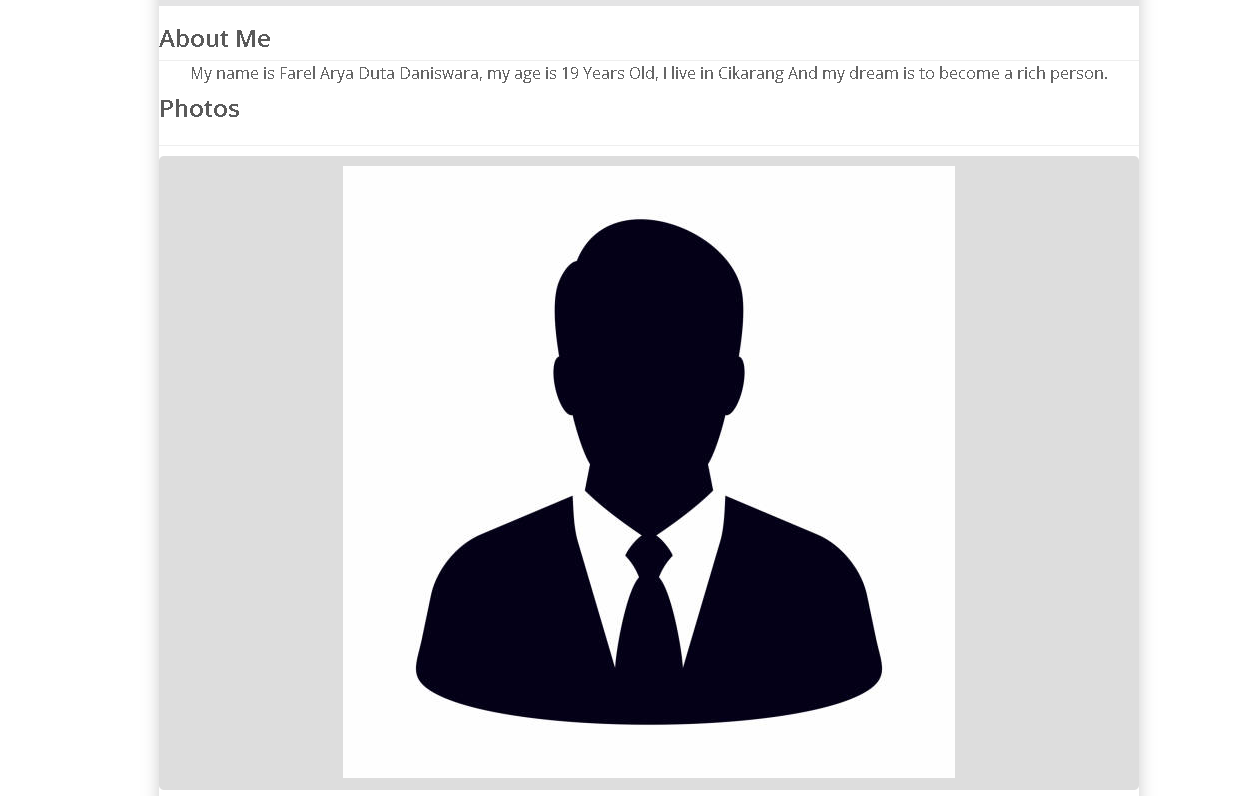 About Me
My name is Farel Arya Duta Daniswara, my age is 19 Years Old, I live in Cikarang And my dream is to become a rich person.
Photos